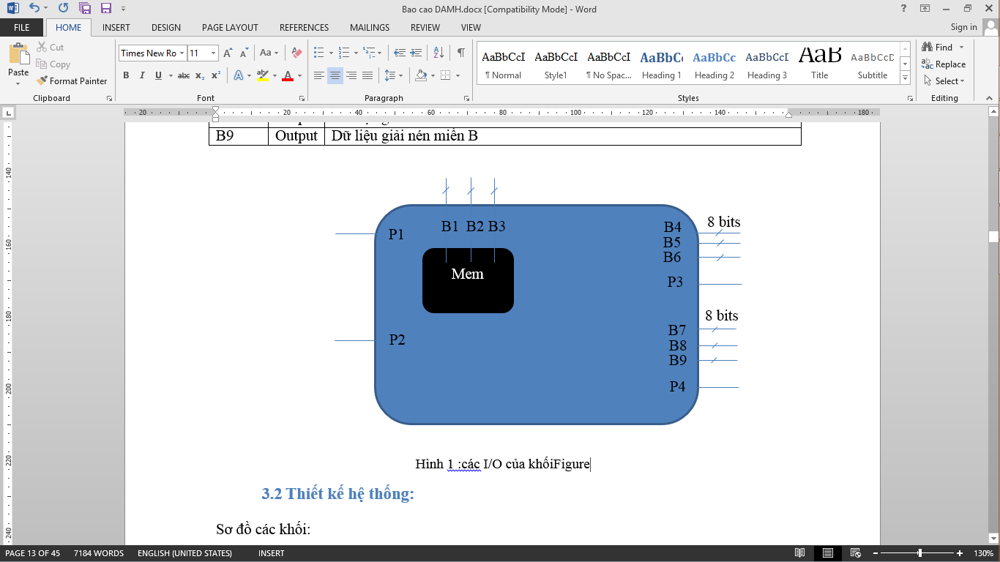 Bao cao DAMH.docx [Compatibility Mode] - Word
FILE HOME INSERT DESIGN PAGE LAYOUT REFERENCES MAILINGS REVIEW VIEW Sign in
Paste
Cut
Copy
Format Painter
Clipboard
Times New Ro 11
Font
Paragraph
AaBbCcI AaBbCcI AaBbCcI AaBbC AaBbCc AaBbCcI AaB AaBbCcD
¶ Normal Style1 ¶ No Spac... Heading 1 Heading 2 Heading 3 Title Subtitle
Styles
Find
Replace
Select
Editing
20 20 40 60 80 100 120 140 180
140
180
200
220
240
B9 Output Dữ liệu giải nén miền B
B1 B2 B3
P1
Mem
P2
8 bits
B4
B5
B6
P3
8 bits
B7
B8
B9
P4
Hình 1 :các I/O của khốiFigure
3.2 Thiết kế hệ thống:
Sơ đồ các khối:
PAGE 13 OF 45 7184 WORDS ENGLISH (UNITED STATES) INSERT 130%